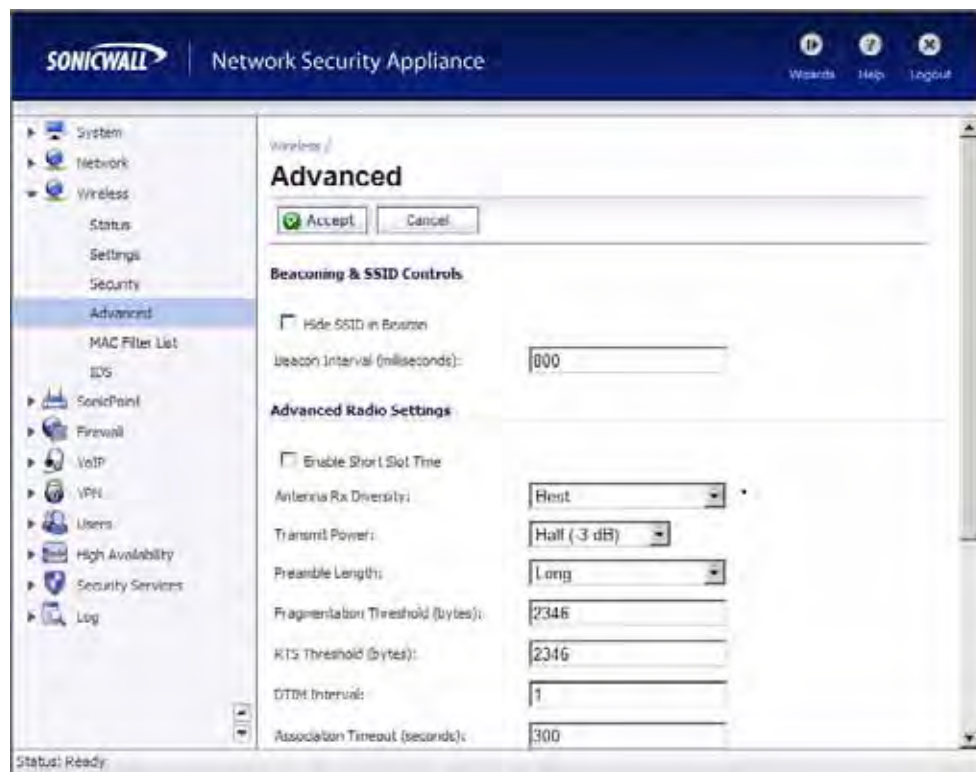 SONICWALL
Network Security Appliance
Wizards Help Logout
System
Network
Wireless
Status
Settings
Security
Advanced
MAC Filter List
IDS
SonicPoint
Firewall
VoIP
VPN
Users
High Availability
Security Services
Log
Wireless /
Advanced
Accept Cancel
Beaconing & SSID Controls
Hide SSID in Beacon
Beacon Interval (milliseconds): 800
Advanced Radio Settings
Enable Short Slot Time
Antenna Rx Diversity: Best
Transmit Power: Half (-3 dB)
Preamble Length: Long
Fragmentation Threshold (bytes): 2346
RTS Threshold (bytes): 2346
DTIM Interval: 1
Association Timeout (seconds): 300
Status: Ready